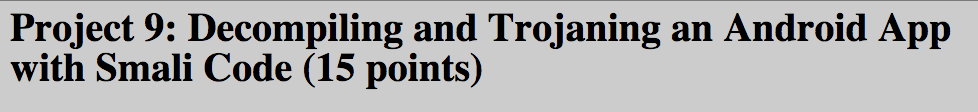 Project 9: Decompiling and Trojaning an Android App
with Smali Code (15 points)